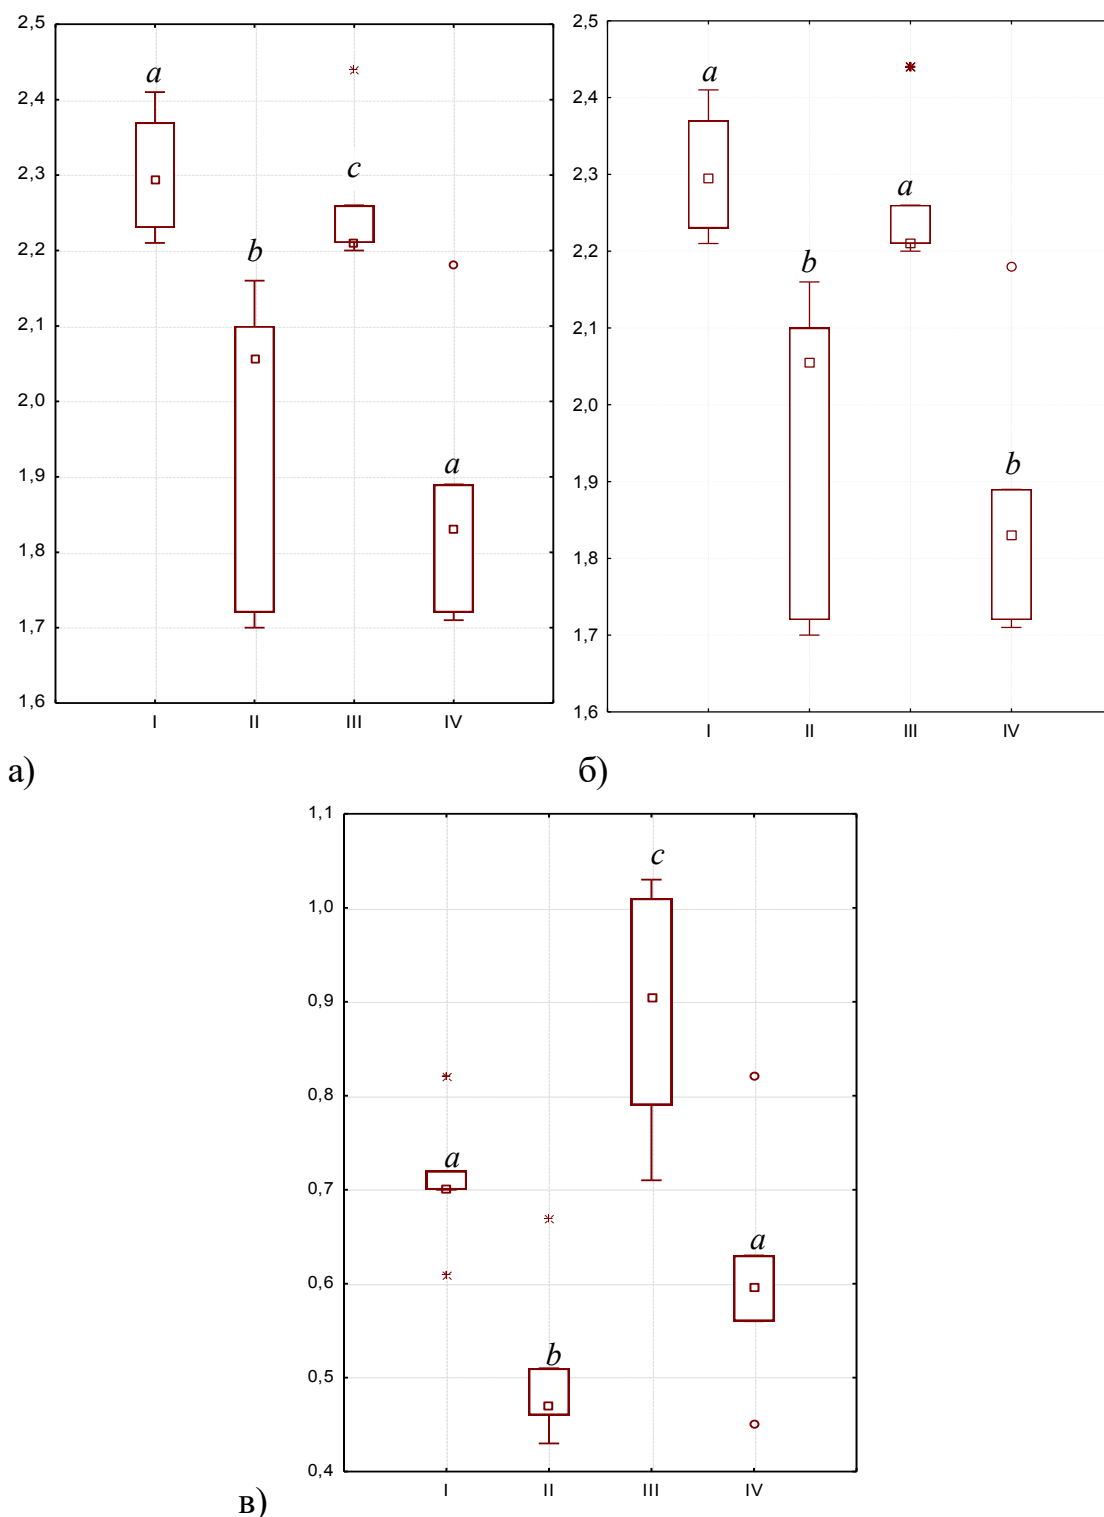 2,5
2,4
2,3
2,2
2,1
2,0
1,9
1,8
1,7
1,6
a
b
c
a
I II III IV
а)
2,5
2,4
2,3
2,2
2,1
2,0
1,9
1,8
1,7
1,6
a
b
a
b
I II III IV
б)
1,1
1,0
0,9
0,8
0,7
0,6
0,5
0,4
a
b
c
a
I II III IV
в)